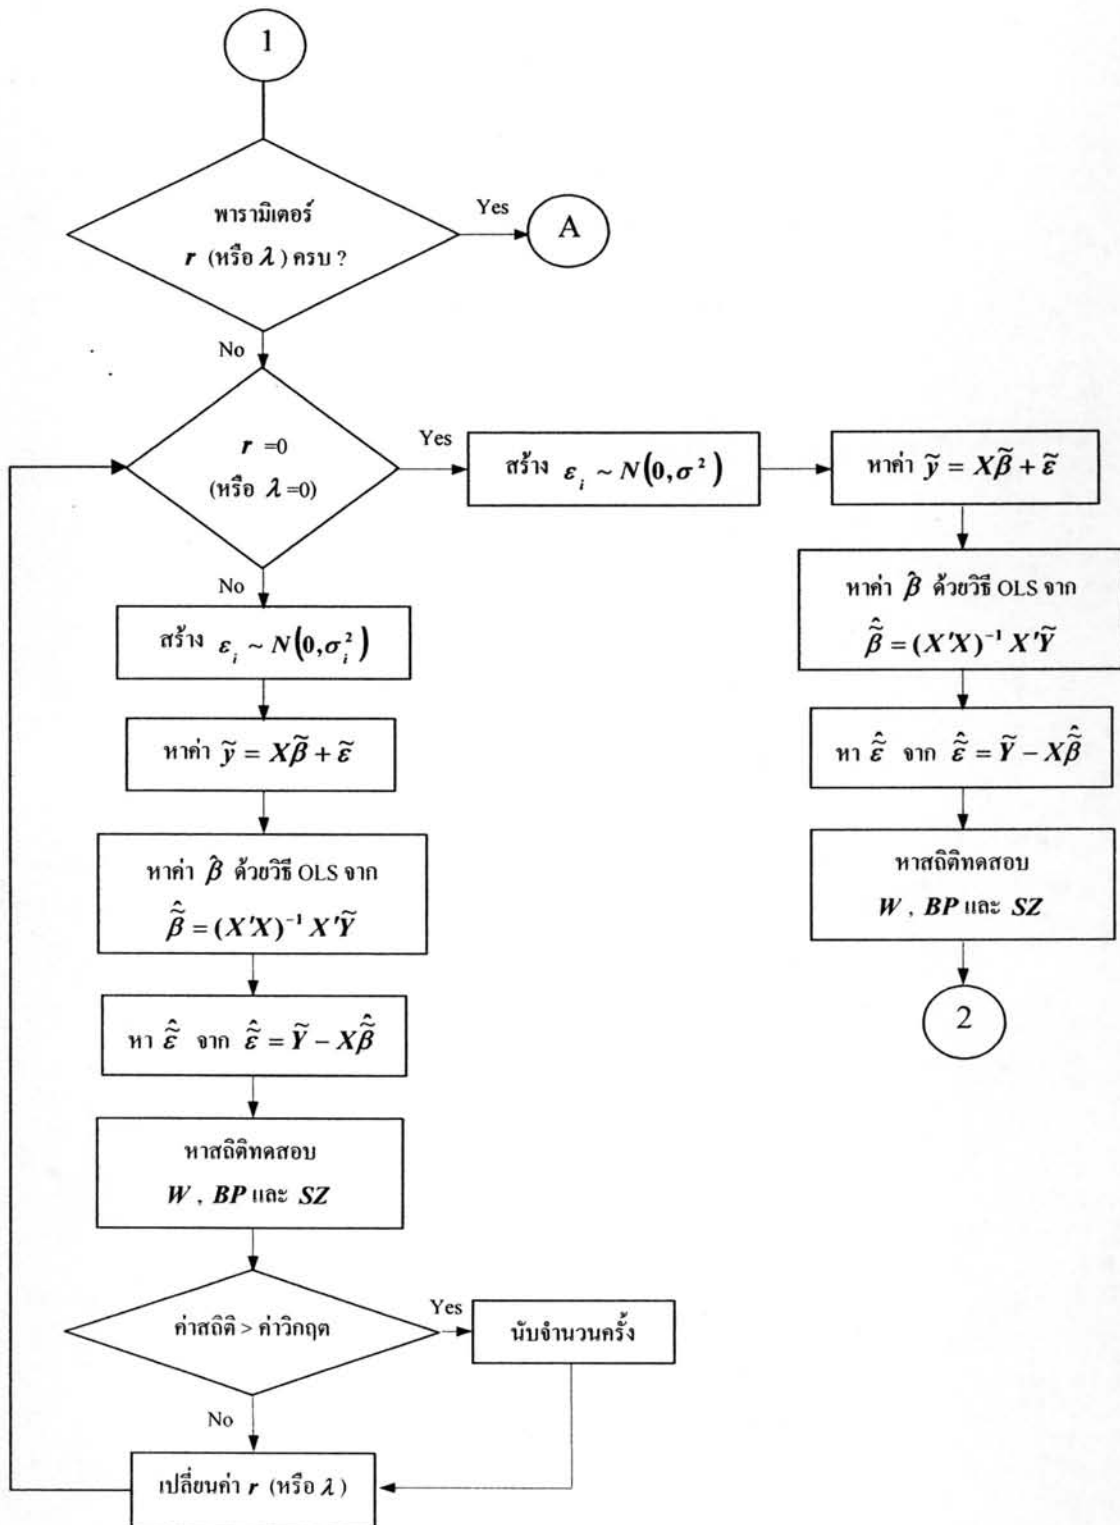 1
พารามิเตอร์
r (หรือ λ) ครบ ?
Yes
A
No
r =0
(หรือ λ =0)
Yes
สร้าง ε_i ~ N(0,σ²)
หาค่า ỹ = Xβ̃ + ε̃
หาค่า β̂ ด้วยวิธี OLS จาก
β̃̂ = (X′X)⁻¹ X′Ỹ
หา ε̃̂ จาก ε̃̂ = Ỹ − Xβ̃̂
หาสถิติทดสอบ
W , BP และ SZ
2
No
สร้าง ε_i ~ N(0,σ_i²)
หาค่า ỹ = Xβ̃ + ε̃
หาค่า β̂ ด้วยวิธี OLS จาก
β̃̂ = (X′X)⁻¹ X′Ỹ
หา ε̃̂ จาก ε̃̂ = Ỹ − Xβ̃̂
หาสถิติทดสอบ
W , BP และ SZ
ค่าสถิติ > ค่าวิกฤต
Yes
นับจำนวนครั้ง
No
เปลี่ยนค่า r (หรือ λ)